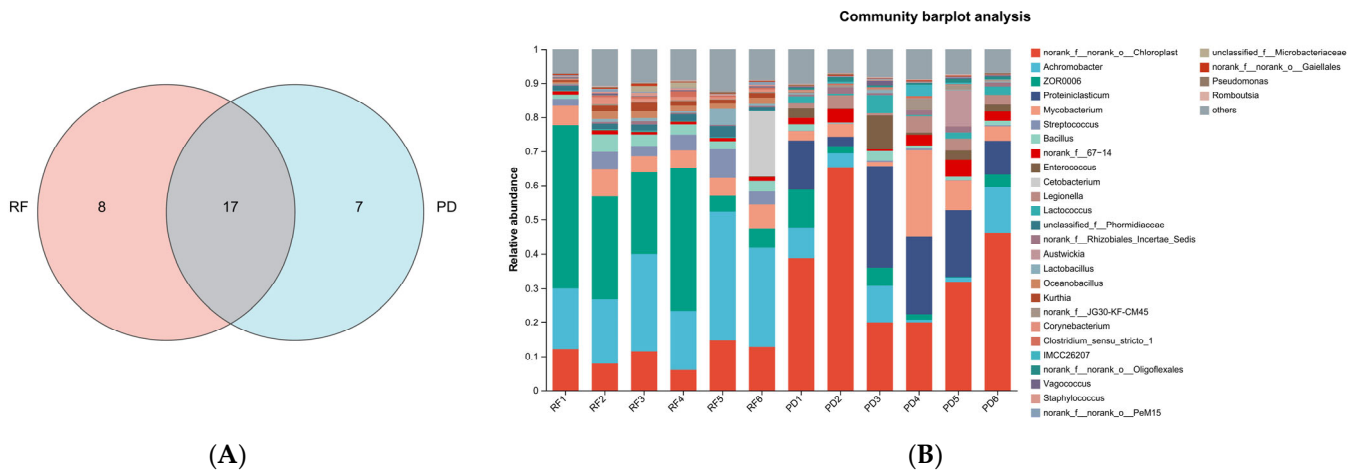 RF
8
17
7
PD
(A)
Community barplot analysis
Relative abundance
1
0.9
0.8
0.7
0.6
0.5
0.4
0.3
0.2
0.1
0
RF1
RF2
RF3
RF4
RF5
RF6
PD1
PD2
PD3
PD4
PD5
PD6
norank_f__norank_o__Chloroplast
Achromobacter
ZOR0006
Proteiniclasticum
Mycobacterium
Streptococcus
Bacillus
norank_f__67-14
Enterococcus
Cetobacterium
Legionella
Lactococcus
unclassified_f__Phormidiaceae
norank_f__Rhizobiales_Incertae_Sedis
Austwickia
Lactobacillus
Oceanobacillus
Kurthia
norank_f__JG30-KF-CM45
Corynebacterium
Clostridium_sensu_stricto_1
IMCC26207
norank_f__norank_o__Oligoflexales
Vagococcus
Staphylococcus
norank_f__norank_o__PeM15
unclassified_f__Microbacteriaceae
norank_f__norank_o__Gaiellales
Pseudomonas
Romboutsia
others
(B)